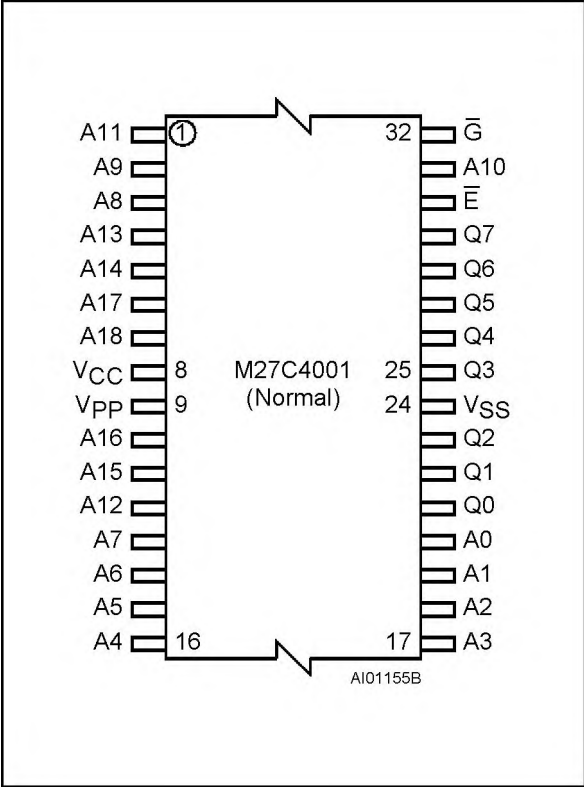 A11 1 32 G̅
A9 A10
A8 E̅
A13 Q7
A14 Q6
A17 Q5
A18 Q4
VCC 8 M27C4001 25 Q3
VPP 9 (Normal) 24 VSS
A16 Q2
A15 Q1
A12 Q0
A7 A0
A6 A1
A5 A2
A4 16 17 A3
AI01155B